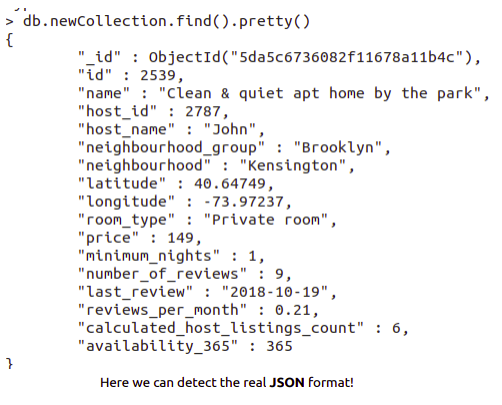 > db.newCollection.find().pretty()
{
"_id" : ObjectId("5da5c6736082f11678a11b4c"),
"id" : 2539,
"name" : "Clean & quiet apt home by the park",
"host_id" : 2787,
"host_name" : "John",
"neighbourhood_group" : "Brooklyn",
"neighbourhood" : "Kensington",
"latitude" : 40.64749,
"longitude" : -73.97237,
"room_type" : "Private room",
"price" : 149,
"minimum_nights" : 1,
"number_of_reviews" : 9,
"last_review" : "2018-10-19",
"reviews_per_month" : 0.21,
"calculated_host_listings_count" : 6,
"availability_365" : 365
}
Here we can detect the real JSON format!